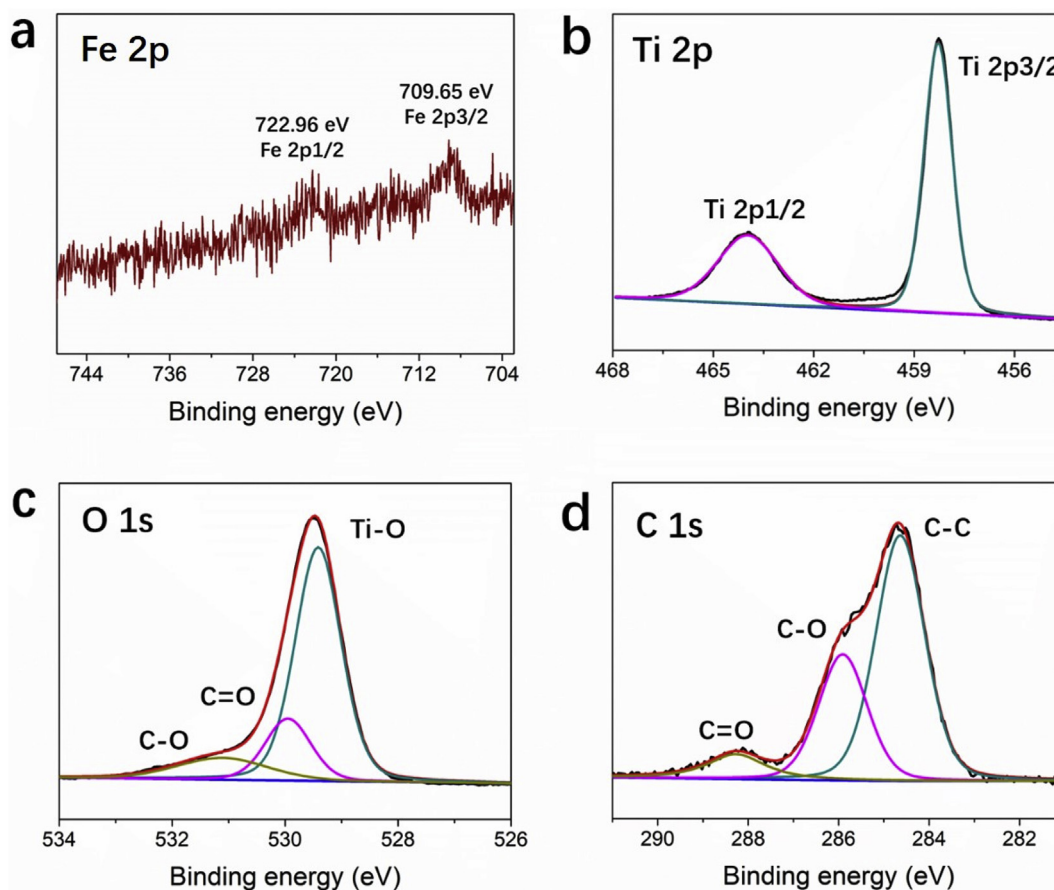 a
Fe 2p
722.96 eV
Fe 2p1/2
709.65 eV
Fe 2p3/2
744 736 728 720 712 704
Binding energy (eV)
b
Ti 2p
Ti 2p3/2
Ti 2p1/2
468 465 462 459 456
Binding energy (eV)
c
O 1s
Ti-O
C=O
C-O
534 532 530 528 526
Binding energy (eV)
d
C 1s
C-C
C-O
C=O
290 288 286 284 282
Binding energy (eV)